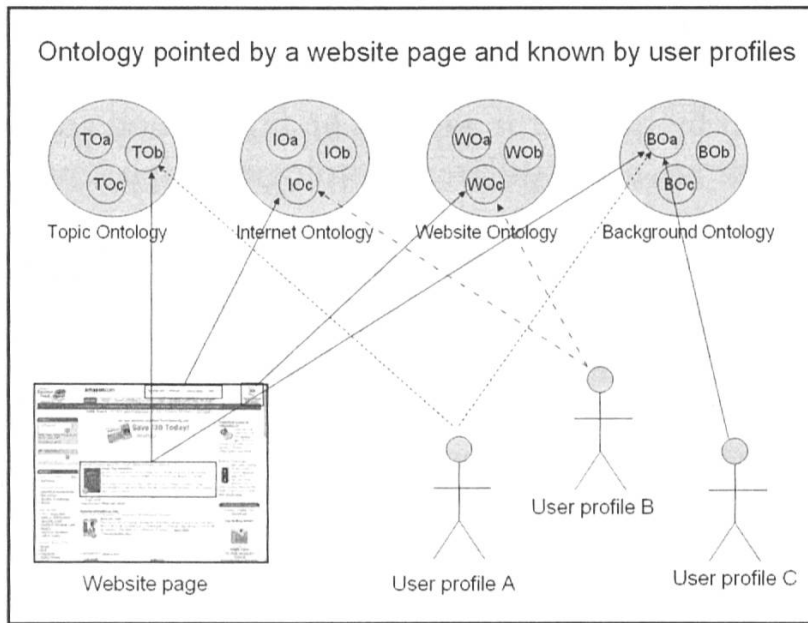 Ontology pointed by a website page and known by user profiles
TOa
TOb
TOc
IOa
IOb
IOc
WOa
WOb
WOc
BOa
BOb
BOc
Topic Ontology
Internet Ontology
Website Ontology
Background Ontology
amazon.com
Save $30 Today!
Website page
User profile A
User profile B
User profile C